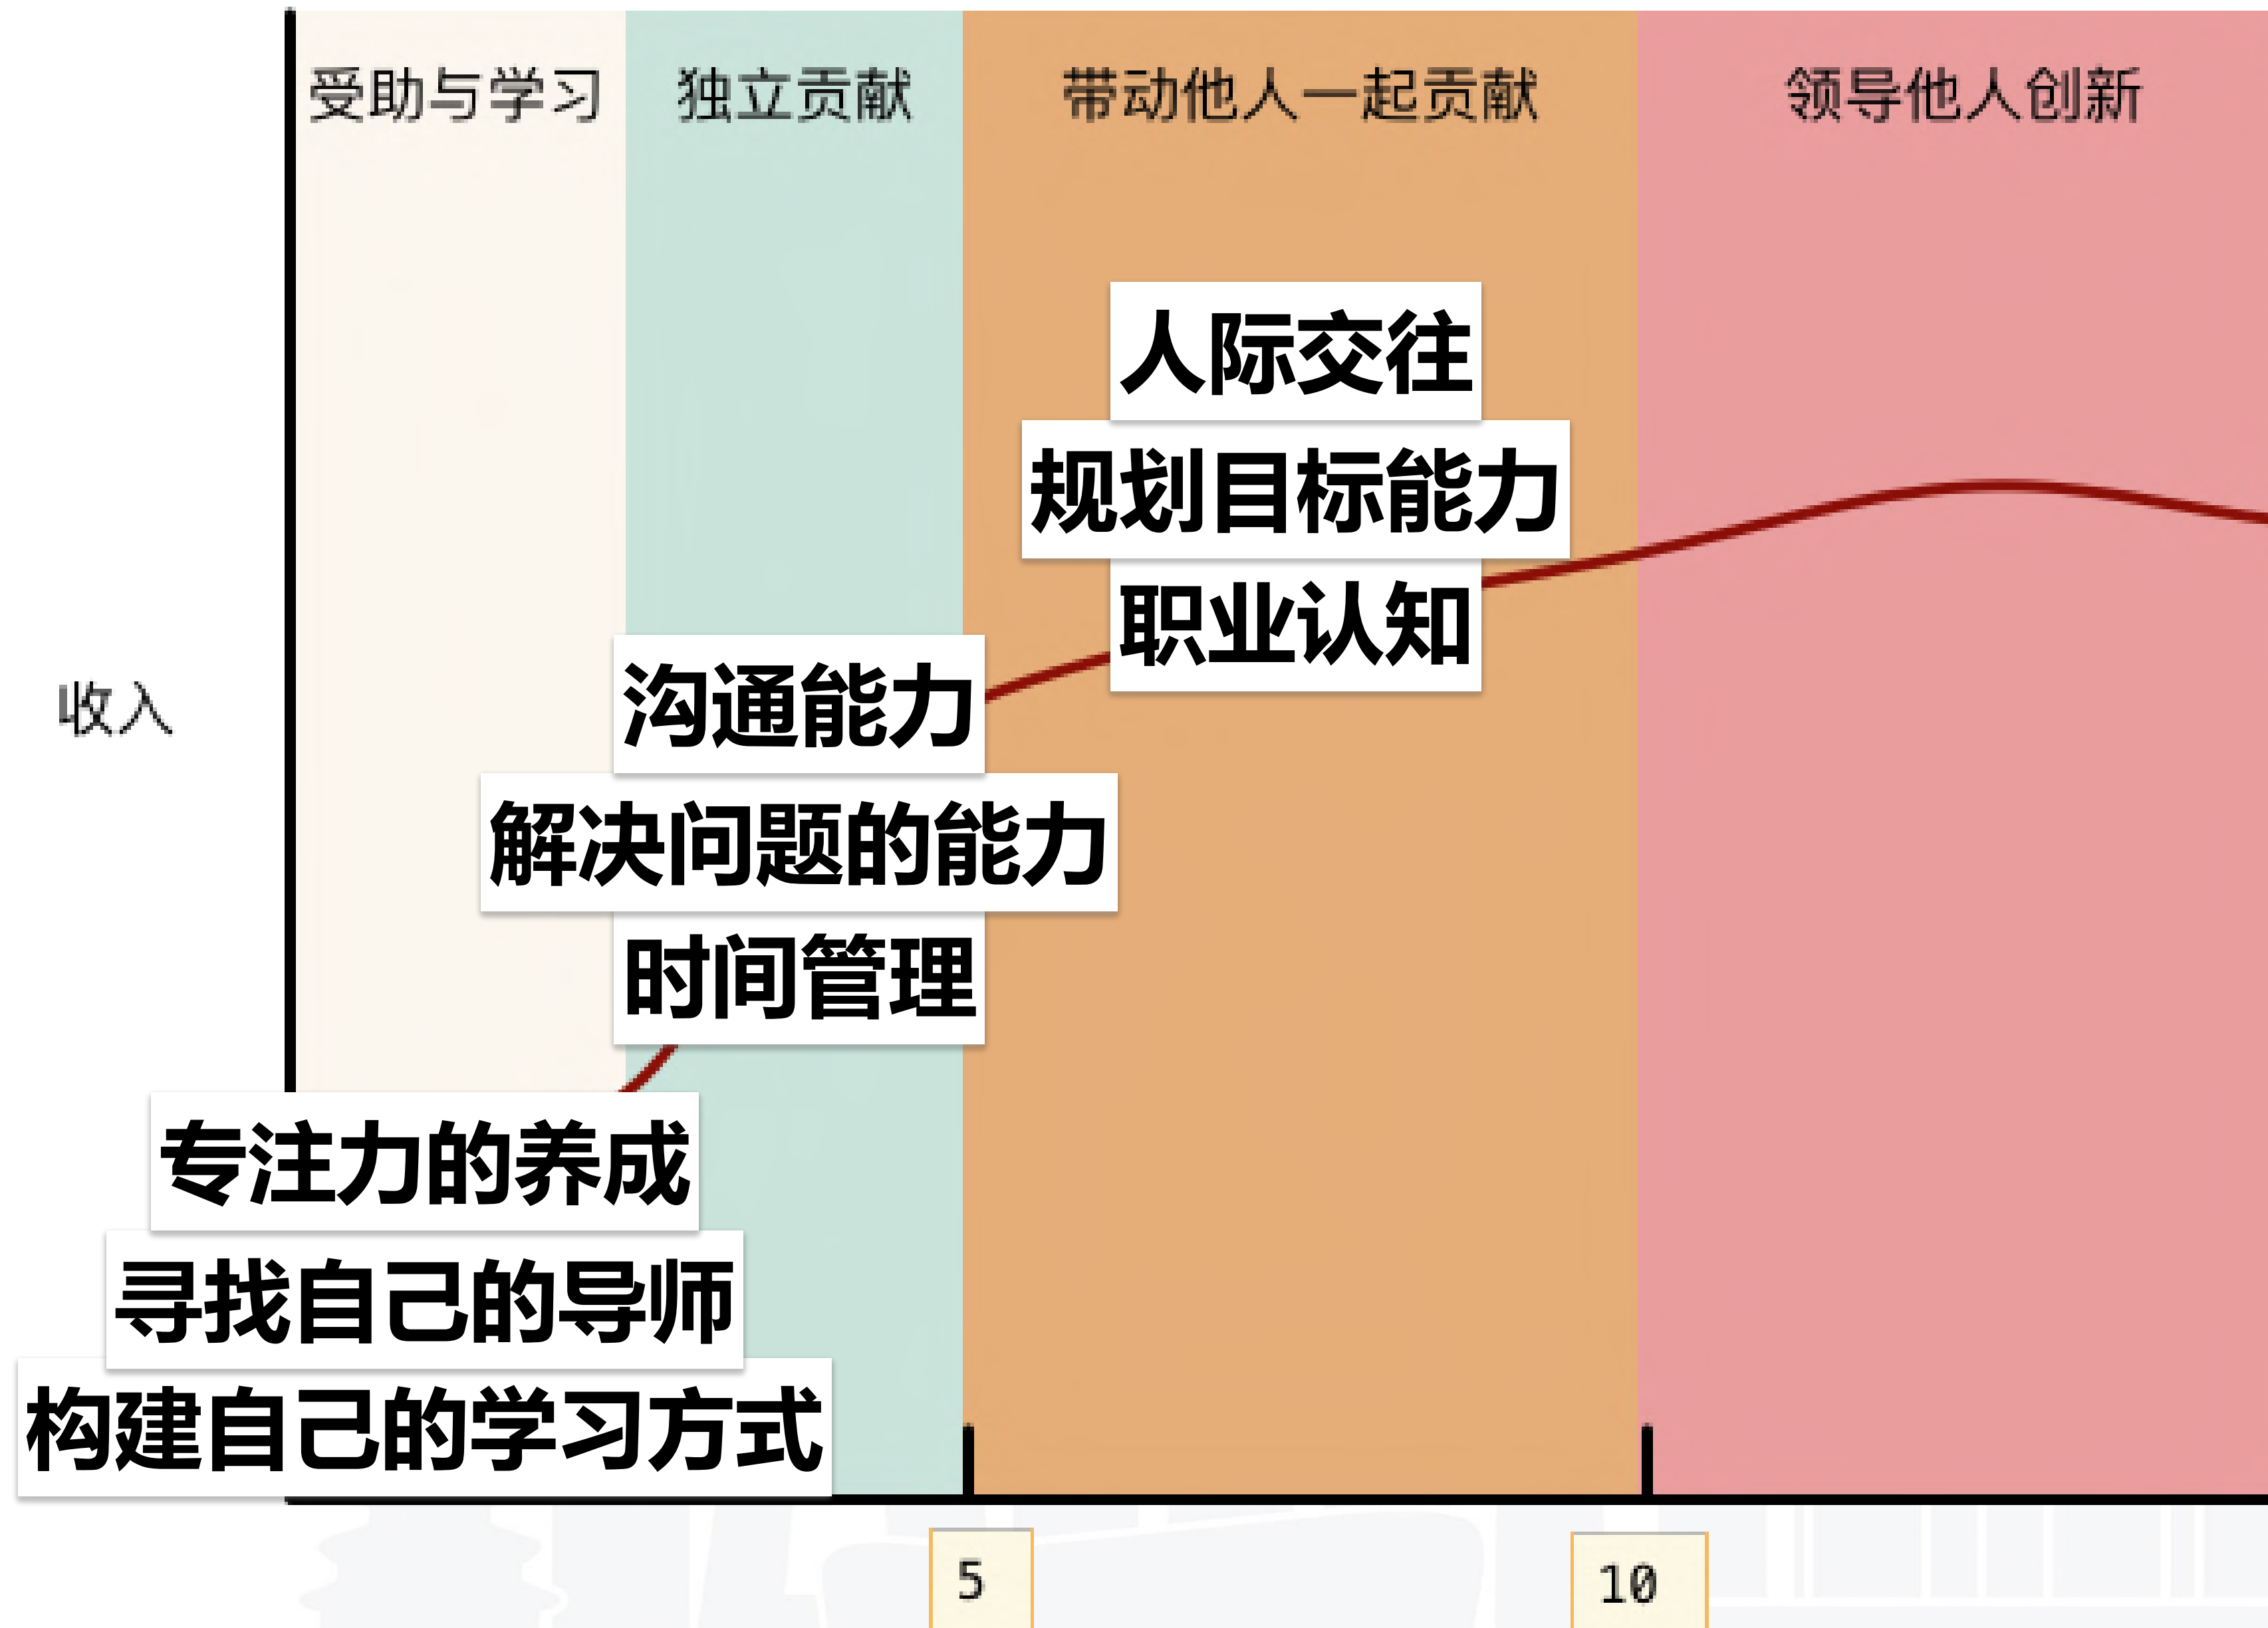 受助与学习
独立贡献
带动他人一起贡献
领导他人创新
人际交往
规划目标能力
职业认知
收入
沟通能力
解决问题的能力
时间管理
专注力的养成
寻找自己的导师
构建自己的学习方式
5
10